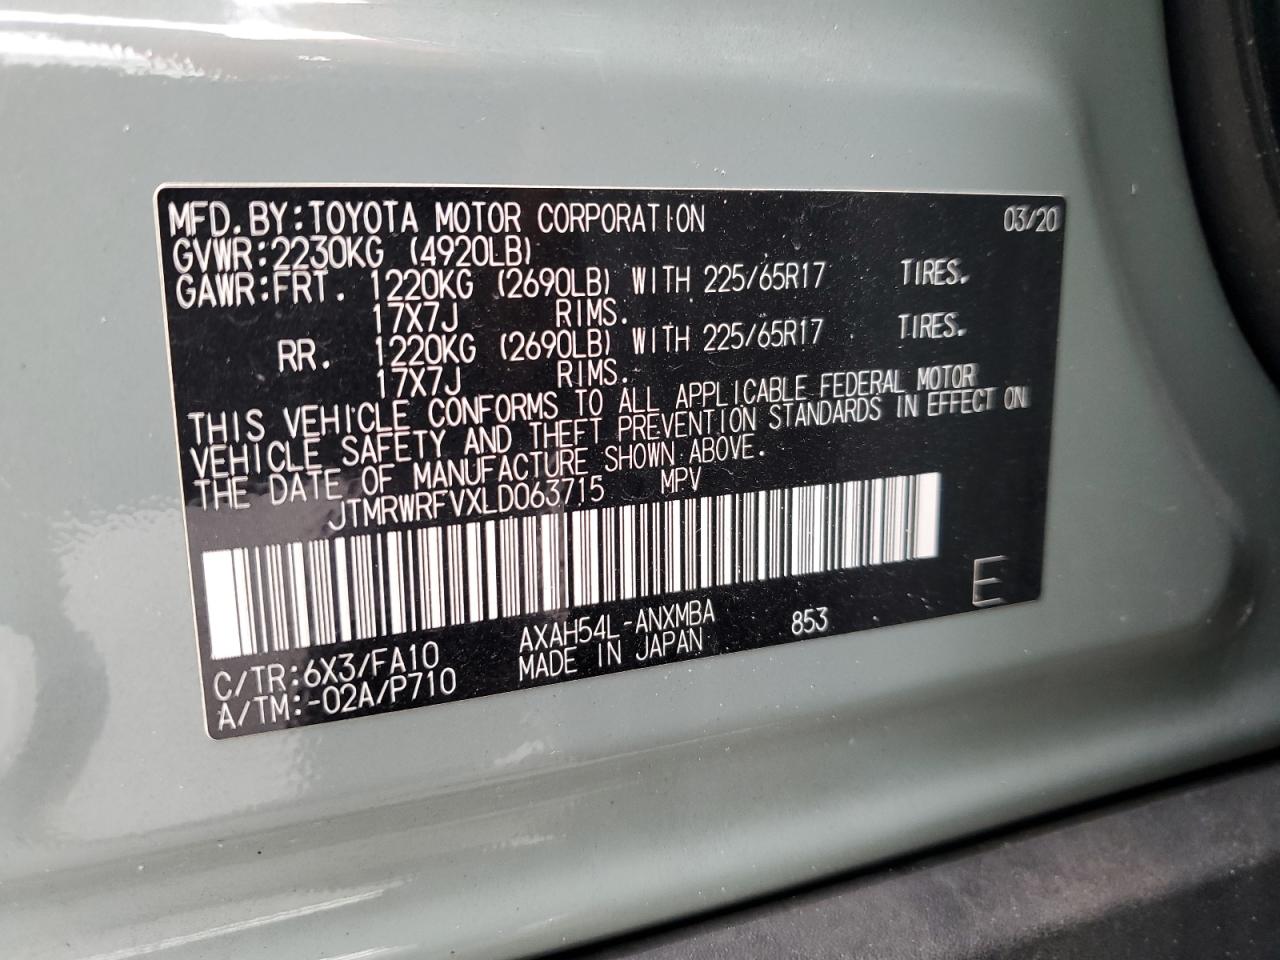 MFD.BY:TOYOTA MOTOR CORPORATION 03/20
GVWR:2230KG (4920LB)
GAWR:FRT. 1220KG (2690LB) WITH 225/65R17 TIRES.
17X7J RIMS.
RR. 1220KG (2690LB) WITH 225/65R17 TIRES.
17X7J RIMS.
THIS VEHICLE CONFORMS TO ALL APPLICABLE FEDERAL MOTOR
VEHICLE SAFETY AND THEFT PREVENTION STANDARDS IN EFFECT ON
THE DATE OF MANUFACTURE SHOWN ABOVE.
JTMRWRFVXLD063715 MPV
C/TR:6X3/FA10 AXAH54L-ANXMBA 853 E
A/TM:-02A/P710 MADE IN JAPAN